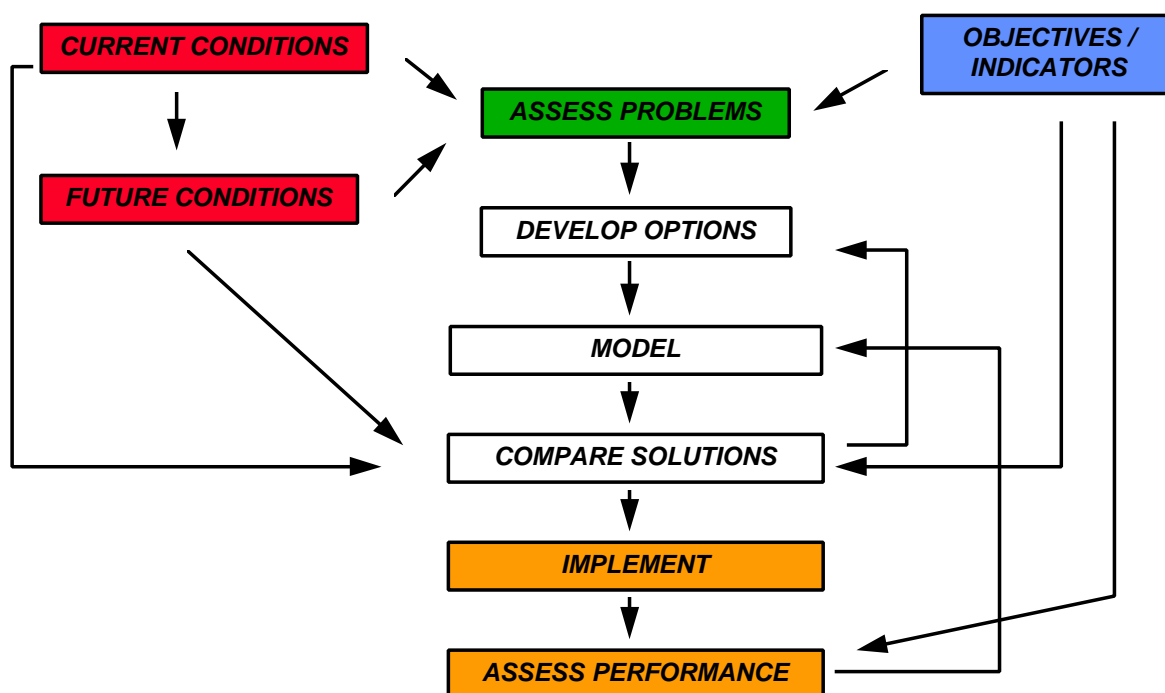 CURRENT CONDITIONS
OBJECTIVES /
INDICATORS
ASSESS PROBLEMS
FUTURE CONDITIONS
DEVELOP OPTIONS
MODEL
COMPARE SOLUTIONS
IMPLEMENT
ASSESS PERFORMANCE